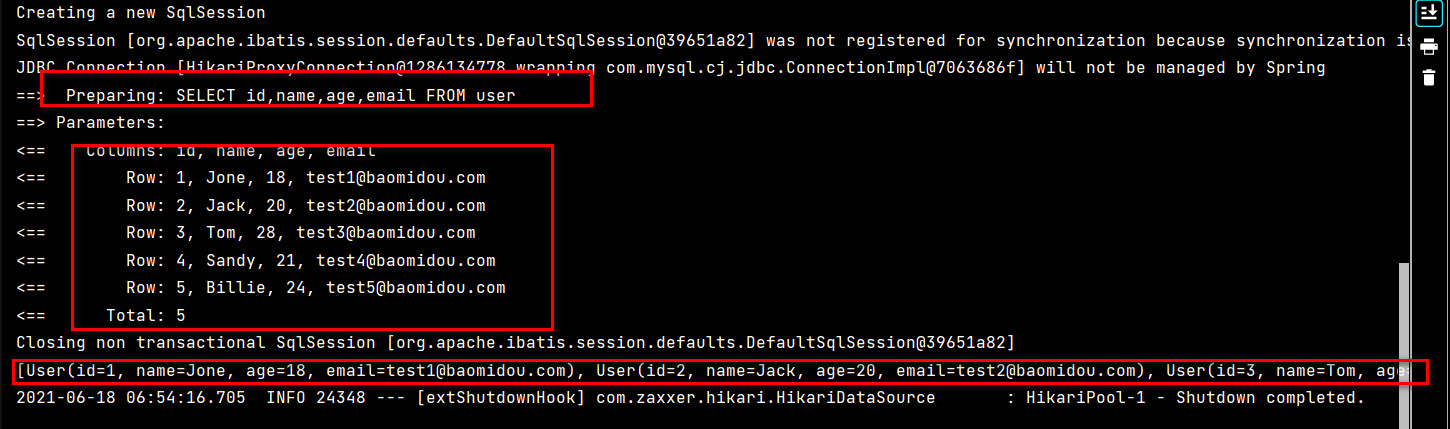 Creating a new SqlSession
SqlSession [org.apache.ibatis.session.defaults.DefaultSqlSession@39651a82] was not registered for synchronization because synchronization is
JDBC Connection [HikariProxyConnection@1286134778 wrapping com.mysql.cj.jdbc.ConnectionImpl@7063686f] will not be managed by Spring
==>  Preparing: SELECT id,name,age,email FROM user
==> Parameters:
<==    Columns: id, name, age, email
<==        Row: 1, Jone, 18, test1@baomidou.com
<==        Row: 2, Jack, 20, test2@baomidou.com
<==        Row: 3, Tom, 28, test3@baomidou.com
<==        Row: 4, Sandy, 21, test4@baomidou.com
<==        Row: 5, Billie, 24, test5@baomidou.com
<==      Total: 5
Closing non transactional SqlSession [org.apache.ibatis.session.defaults.DefaultSqlSession@39651a82]
[User(id=1, name=Jone, age=18, email=test1@baomidou.com), User(id=2, name=Jack, age=20, email=test2@baomidou.com), User(id=3, name=Tom, age
2021-06-18 06:54:16.705  INFO 24348 --- [extShutdownHook] com.zaxxer.hikari.HikariDataSource       : HikariPool-1 - Shutdown completed.